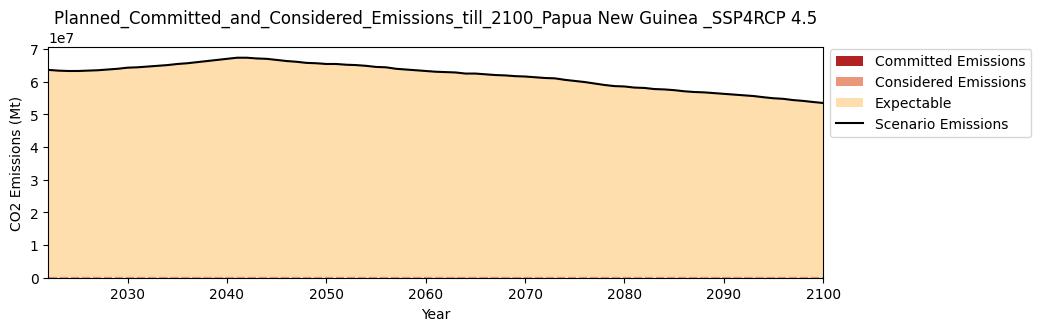 Planned_Committed_and_Considered_Emissions_till_2100_Papua New Guinea _SSP4RCP 4.5
1e7
7
6
5
4
3
2
1
0
CO2 Emissions (Mt)
2030 2040 2050 2060 2070 2080 2090 2100
Year
Committed Emissions
Considered Emissions
Expectable
Scenario Emissions